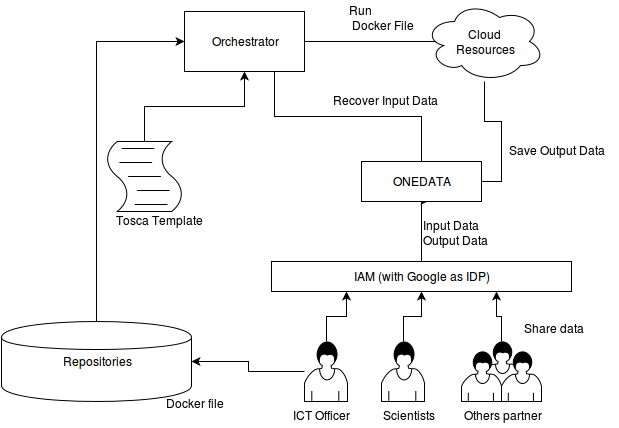 Run
Docker File
Orchestrator
Cloud
Resources
Recover Input Data
Save Output Data
ONEDATA
Tosca Template
Input Data
Output Data
IAM (with Google as IDP)
Share data
Repositories
Docker file
ICT Officer
Scientists
Others partner